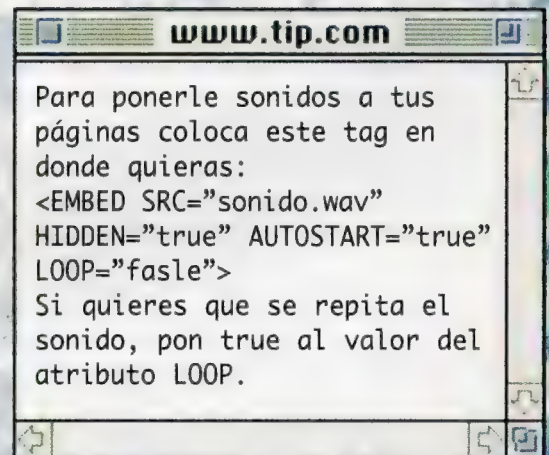 www.tip.com
Para ponerle sonidos a tus
páginas coloca este tag en
donde quieras:
<EMBED SRC="sonido.wav"
HIDDEN="true" AUTOSTART="true"
LOOP="fasle">
Si quieres que se repita el
sonido, pon true al valor del
atributo LOOP.